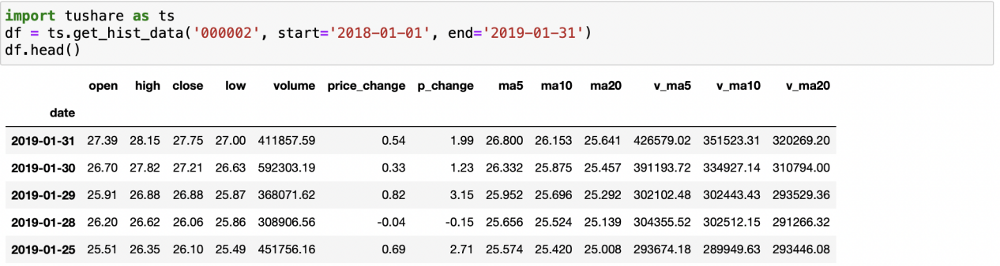 import tushare as ts
df = ts.get_hist_data('000002', start='2018-01-01', end='2019-01-31')
df.head()
open high close low volume price_change p_change ma5 ma10 ma20 v_ma5 v_ma10 v_ma20
date
2019-01-31 27.39 28.15 27.75 27.00 411857.59 0.54 1.99 26.800 26.153 25.641 426579.02 351523.31 320269.20
2019-01-30 26.70 27.82 27.21 26.63 592303.19 0.33 1.23 26.332 25.875 25.457 391193.72 334927.14 310794.00
2019-01-29 25.91 26.88 26.88 25.87 368071.62 0.82 3.15 25.952 25.696 25.292 302102.48 302443.43 293529.36
2019-01-28 26.20 26.62 26.06 25.86 308906.56 -0.04 -0.15 25.656 25.524 25.139 304355.52 302512.15 291266.32
2019-01-25 25.51 26.35 26.10 25.49 451756.16 0.69 2.71 25.574 25.420 25.008 293674.18 289949.63 293446.08